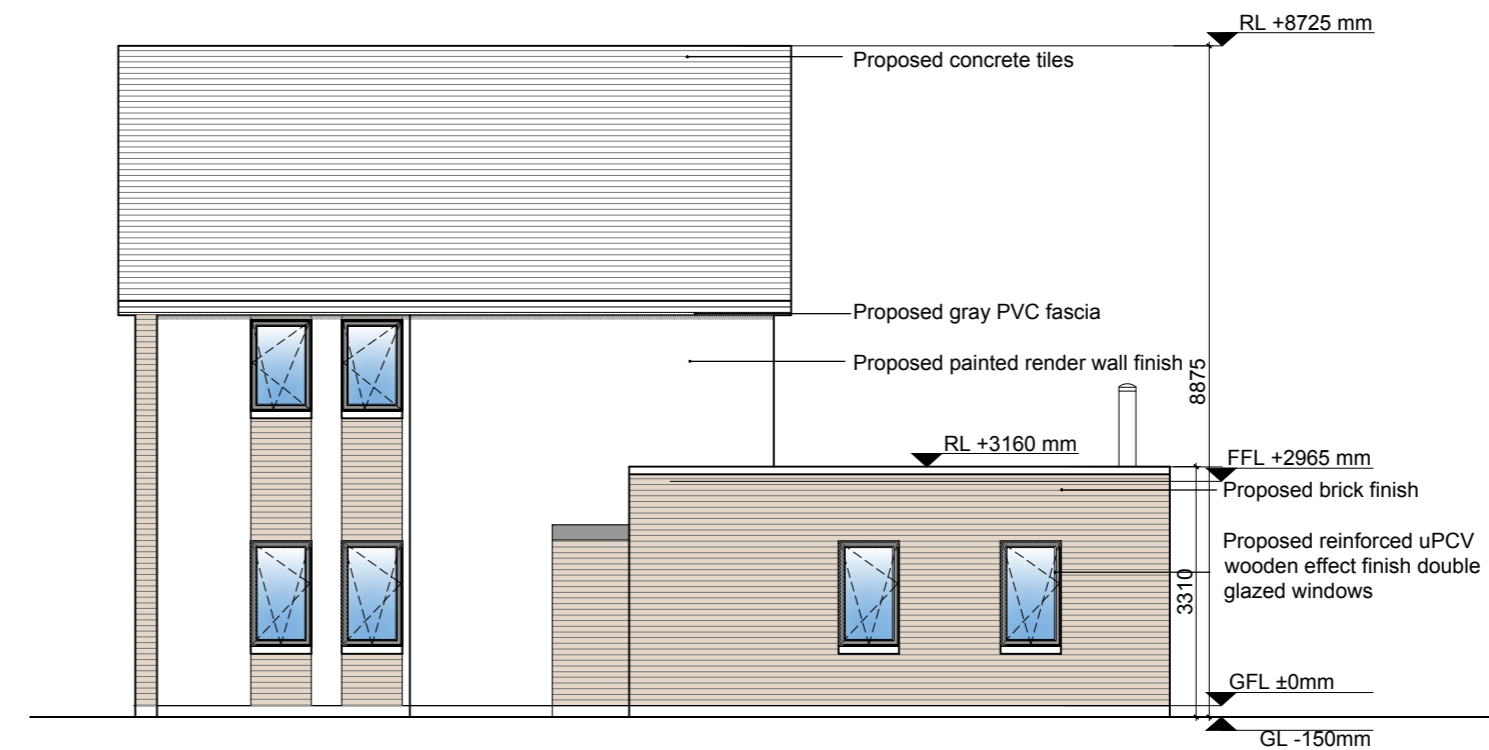 RL +8725 mm
Proposed concrete tiles
Proposed gray PVC fascia
Proposed painted render wall finish
8875
RL +3160 mm
FFL +2965 mm
Proposed brick finish
Proposed reinforced uPCV
wooden effect finish double
glazed windows
3310
GFL ±0mm
GL -150mm